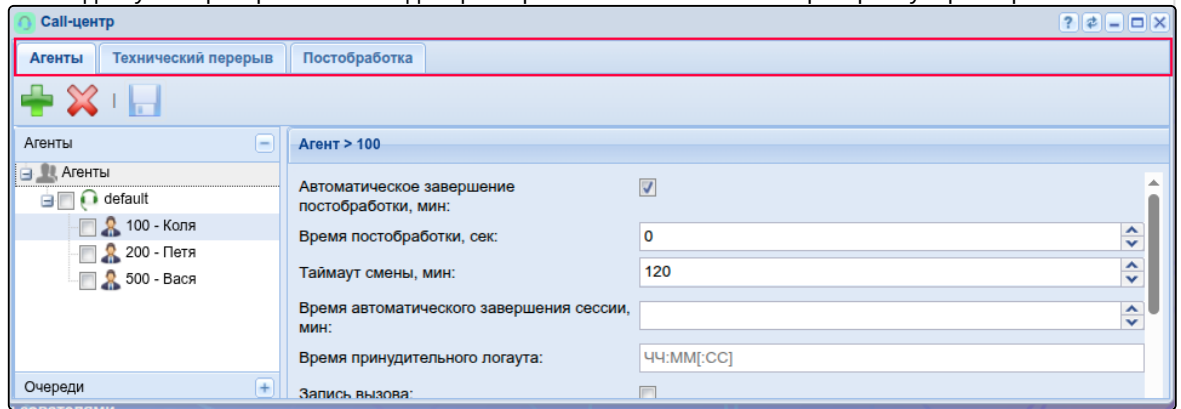 Call-центр
Агенты Технический перерыв Постобработка
Агенты
Агент > 100
Агенты
default
100 - Коля
200 - Петя
500 - Вася
Очереди
Автоматическое завершение
постобработки, мин:
Время постобработки, сек: 0
Таймаут смены, мин: 120
Время автоматического завершения сессии,
мин:
Время принудительного логаута: ЧЧ:ММ[:СС]
Запись вызова: